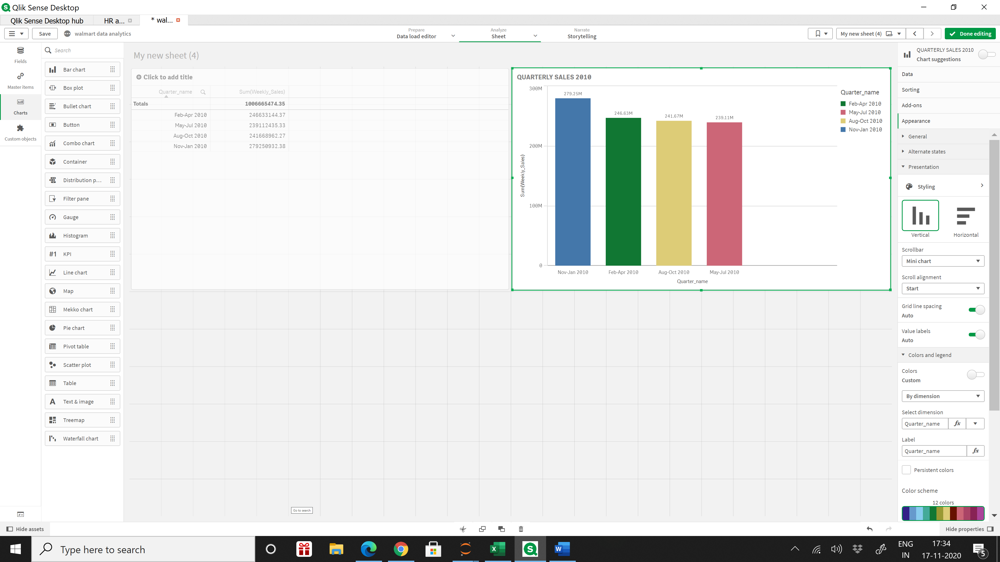 Qlik Sense Desktop
Qlik Sense Desktop hub
HR a...
* wal...
Save
walmart data analytics
Prepare
Data load editor
Analyze
Sheet
Narrate
Storytelling
My new sheet (4)
Done editing
Fields
Master items
Charts
Custom objects
Search
Bar chart
Box plot
Bullet chart
Button
Combo chart
Container
Distribution p...
Filter pane
Gauge
Histogram
#1 KPI
Line chart
Map
Mekko chart
Pie chart
Pivot table
Scatter plot
Table
A Text & image
Treemap
Waterfall chart
My new sheet (4)
Click to add title
Quarter_name Sum(Weekly_Sales)
Totals 1006665474.35
Feb-Apr 2010 246633144.37
May-Jul 2010 239112435.33
Aug-Oct 2010 241668962.27
Nov-Jan 2010 279250932.38
QUARTERLY SALES 2010
300M
200M
100M
0
Sum(Weekly_Sales)
279.25M
246.63M
241.67M
239.11M
Nov-Jan 2010 Feb-Apr 2010 Aug-Oct 2010 May-Jul 2010
Quarter_name
Quarter_name
Feb-Apr 2010
May-Jul 2010
Aug-Oct 2010
Nov-Jan 2010
QUARTERLY SALES 2010
Chart suggestions
Data
Sorting
Add-ons
Appearance
General
Alternate states
Presentation
Styling
Vertical Horizontal
Scrollbar
Mini chart
Scroll alignment
Start
Grid line spacing
Auto
Value labels
Auto
Colors and legend
Colors
Custom
By dimension
Select dimension
Quarter_name fx
Label
Quarter_name fx
Persistent colors
Color scheme
12 colors
Go to search
Hide assets
Hide properties
Type here to search
ENG
IN
17:34
17-11-2020
5